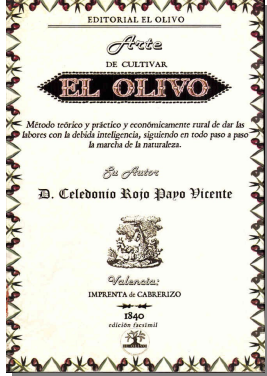 EDITORIAL EL OLIVO
Arte
DE CULTIVAR
EL OLIVO
Método teórico y práctico y económicamente rural de dar las
labores con la debida inteligencia, siguiendo en todo paso a paso
la marcha de la naturaleza.
Su Autor
D. Celedonio Rojo Payo Vicente
Valencia:
IMPRENTA de CABRERIZO
1840
edición facsimil